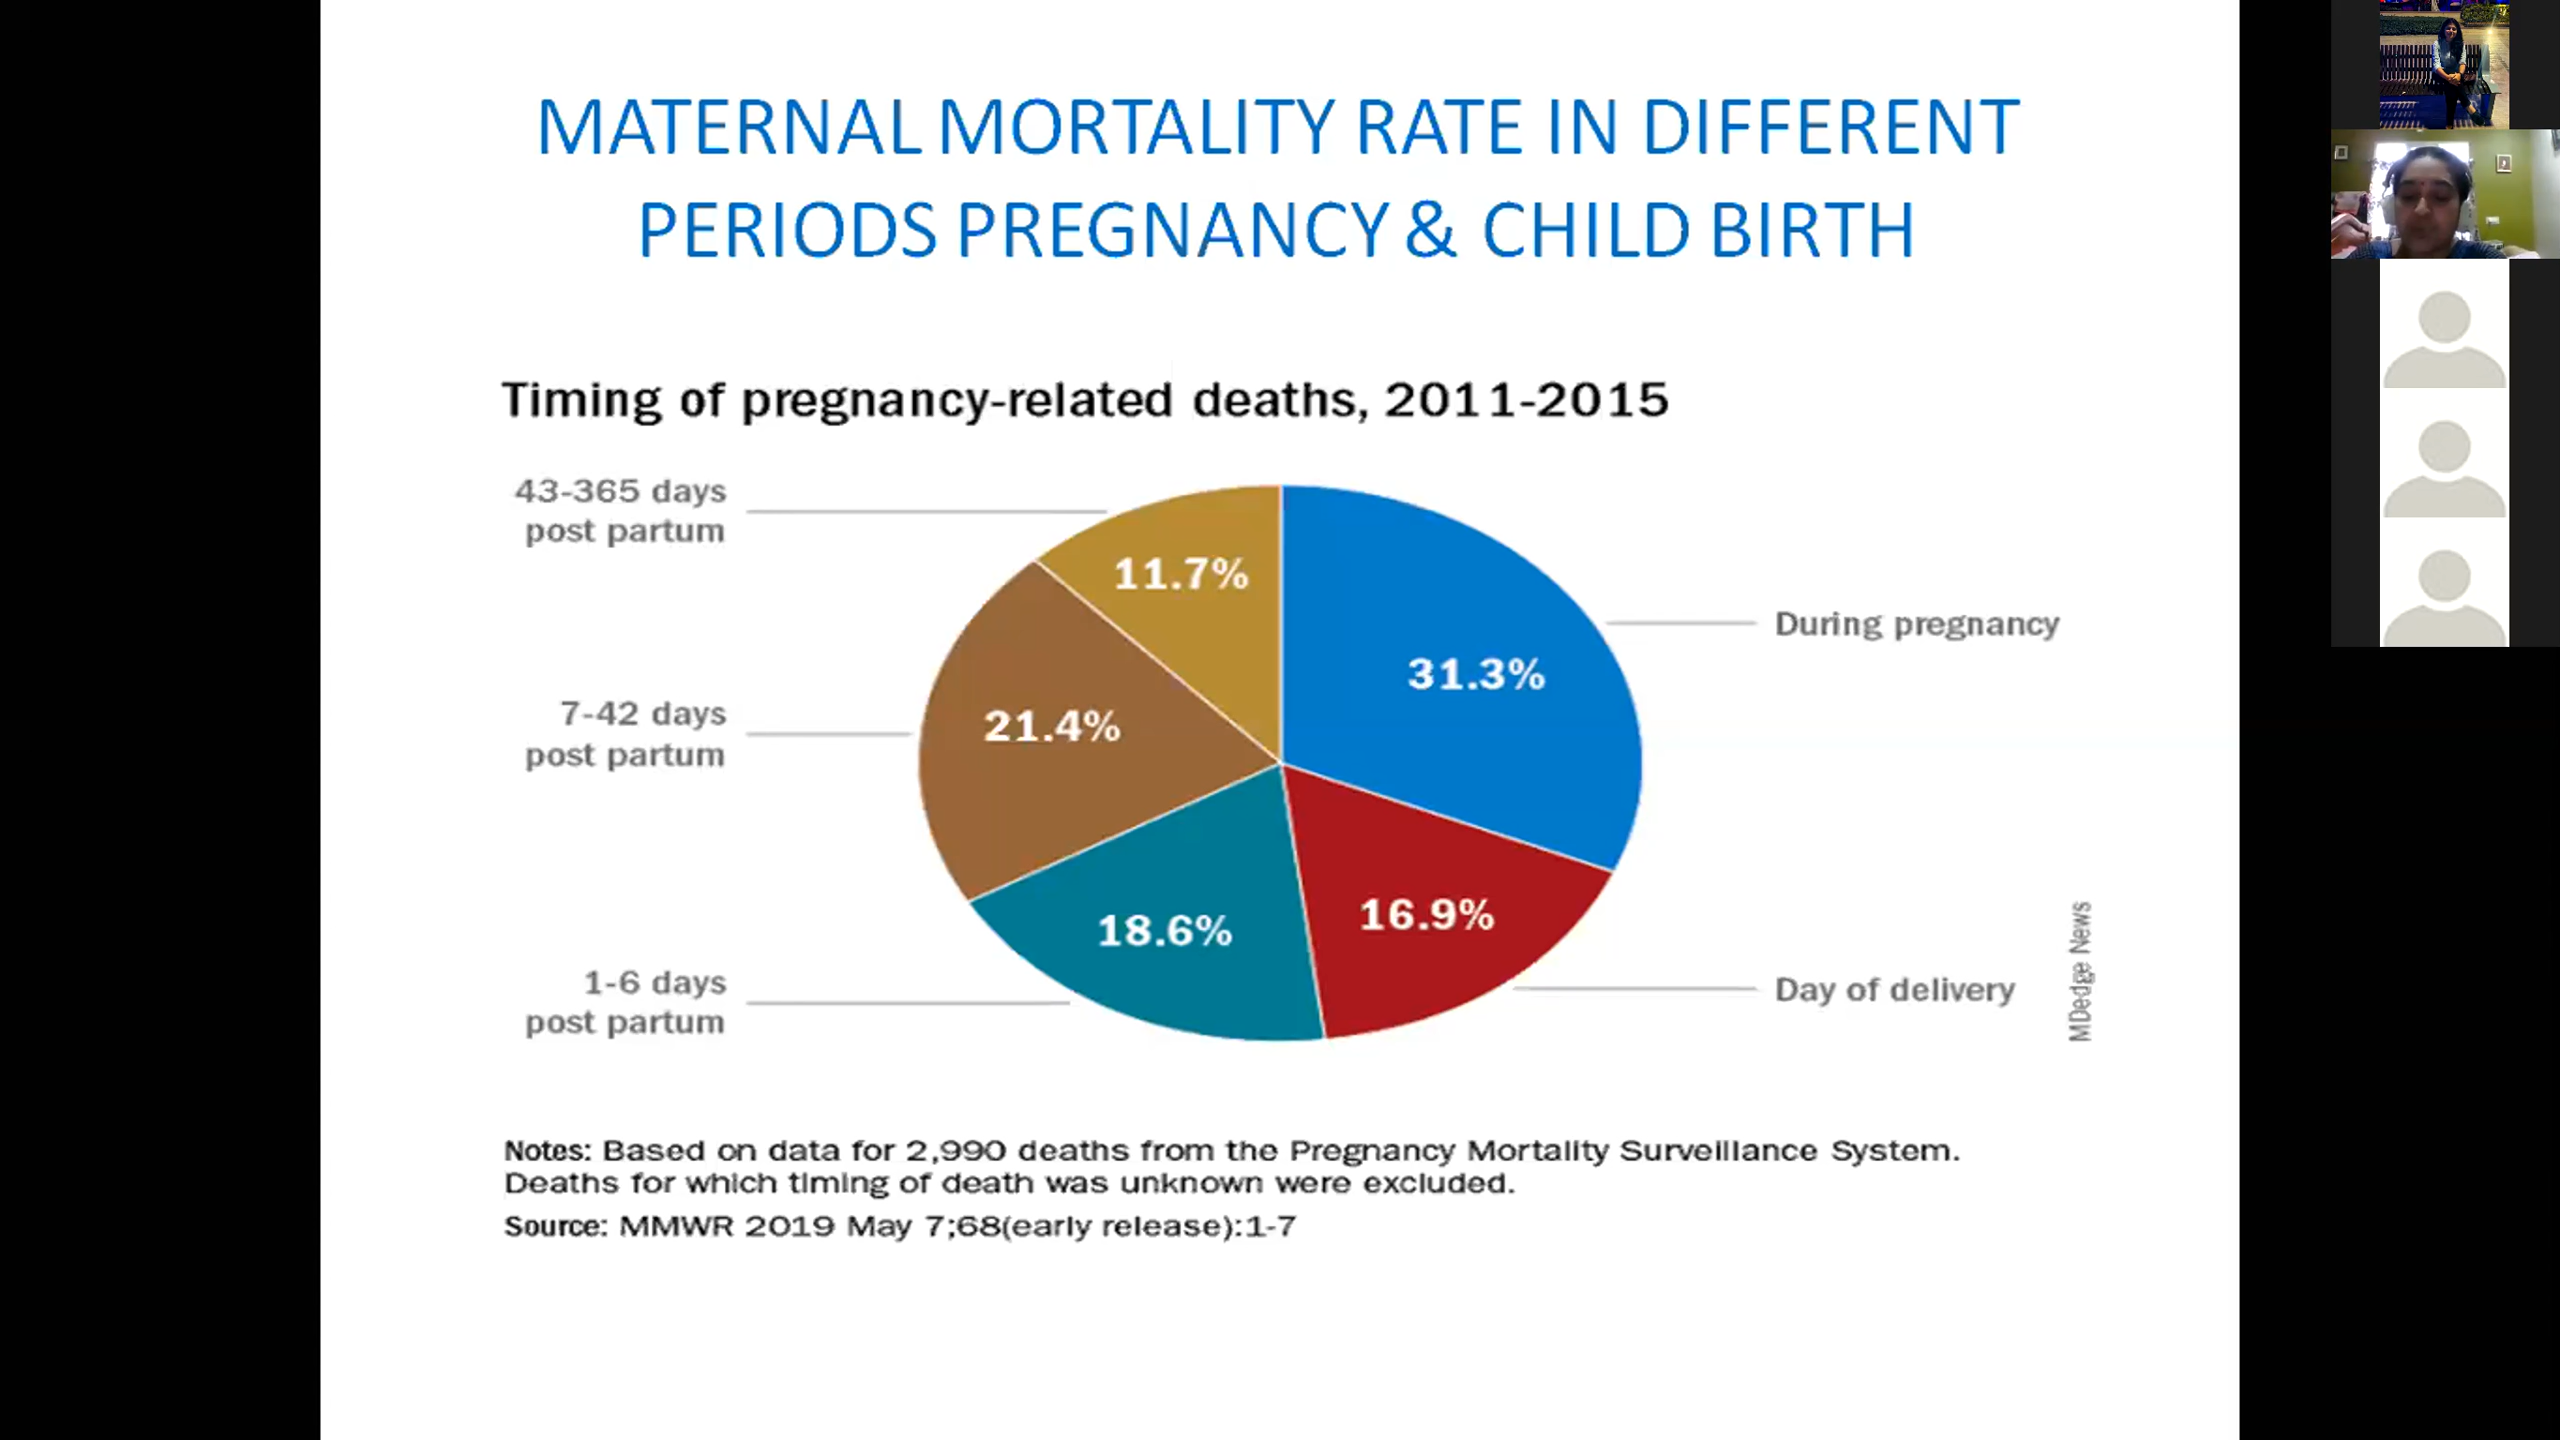 MATERNAL MORTALITY RATE IN DIFFERENT
PERIODS PREGNANCY & CHILD BIRTH
Timing of pregnancy-related deaths, 2011-2015
43-365 days
post partum
11.7%
During pregnancy
31.3%
7-42 days
post partum
21.4%
16.9%
18.6%
1-6 days
post partum
Day of delivery
MDedge News
Notes: Based on data for 2,990 deaths from the Pregnancy Mortality Surveillance System.
Deaths for which timing of death was unknown were excluded.
Source: MMWR 2019 May 7;68(early release):1-7